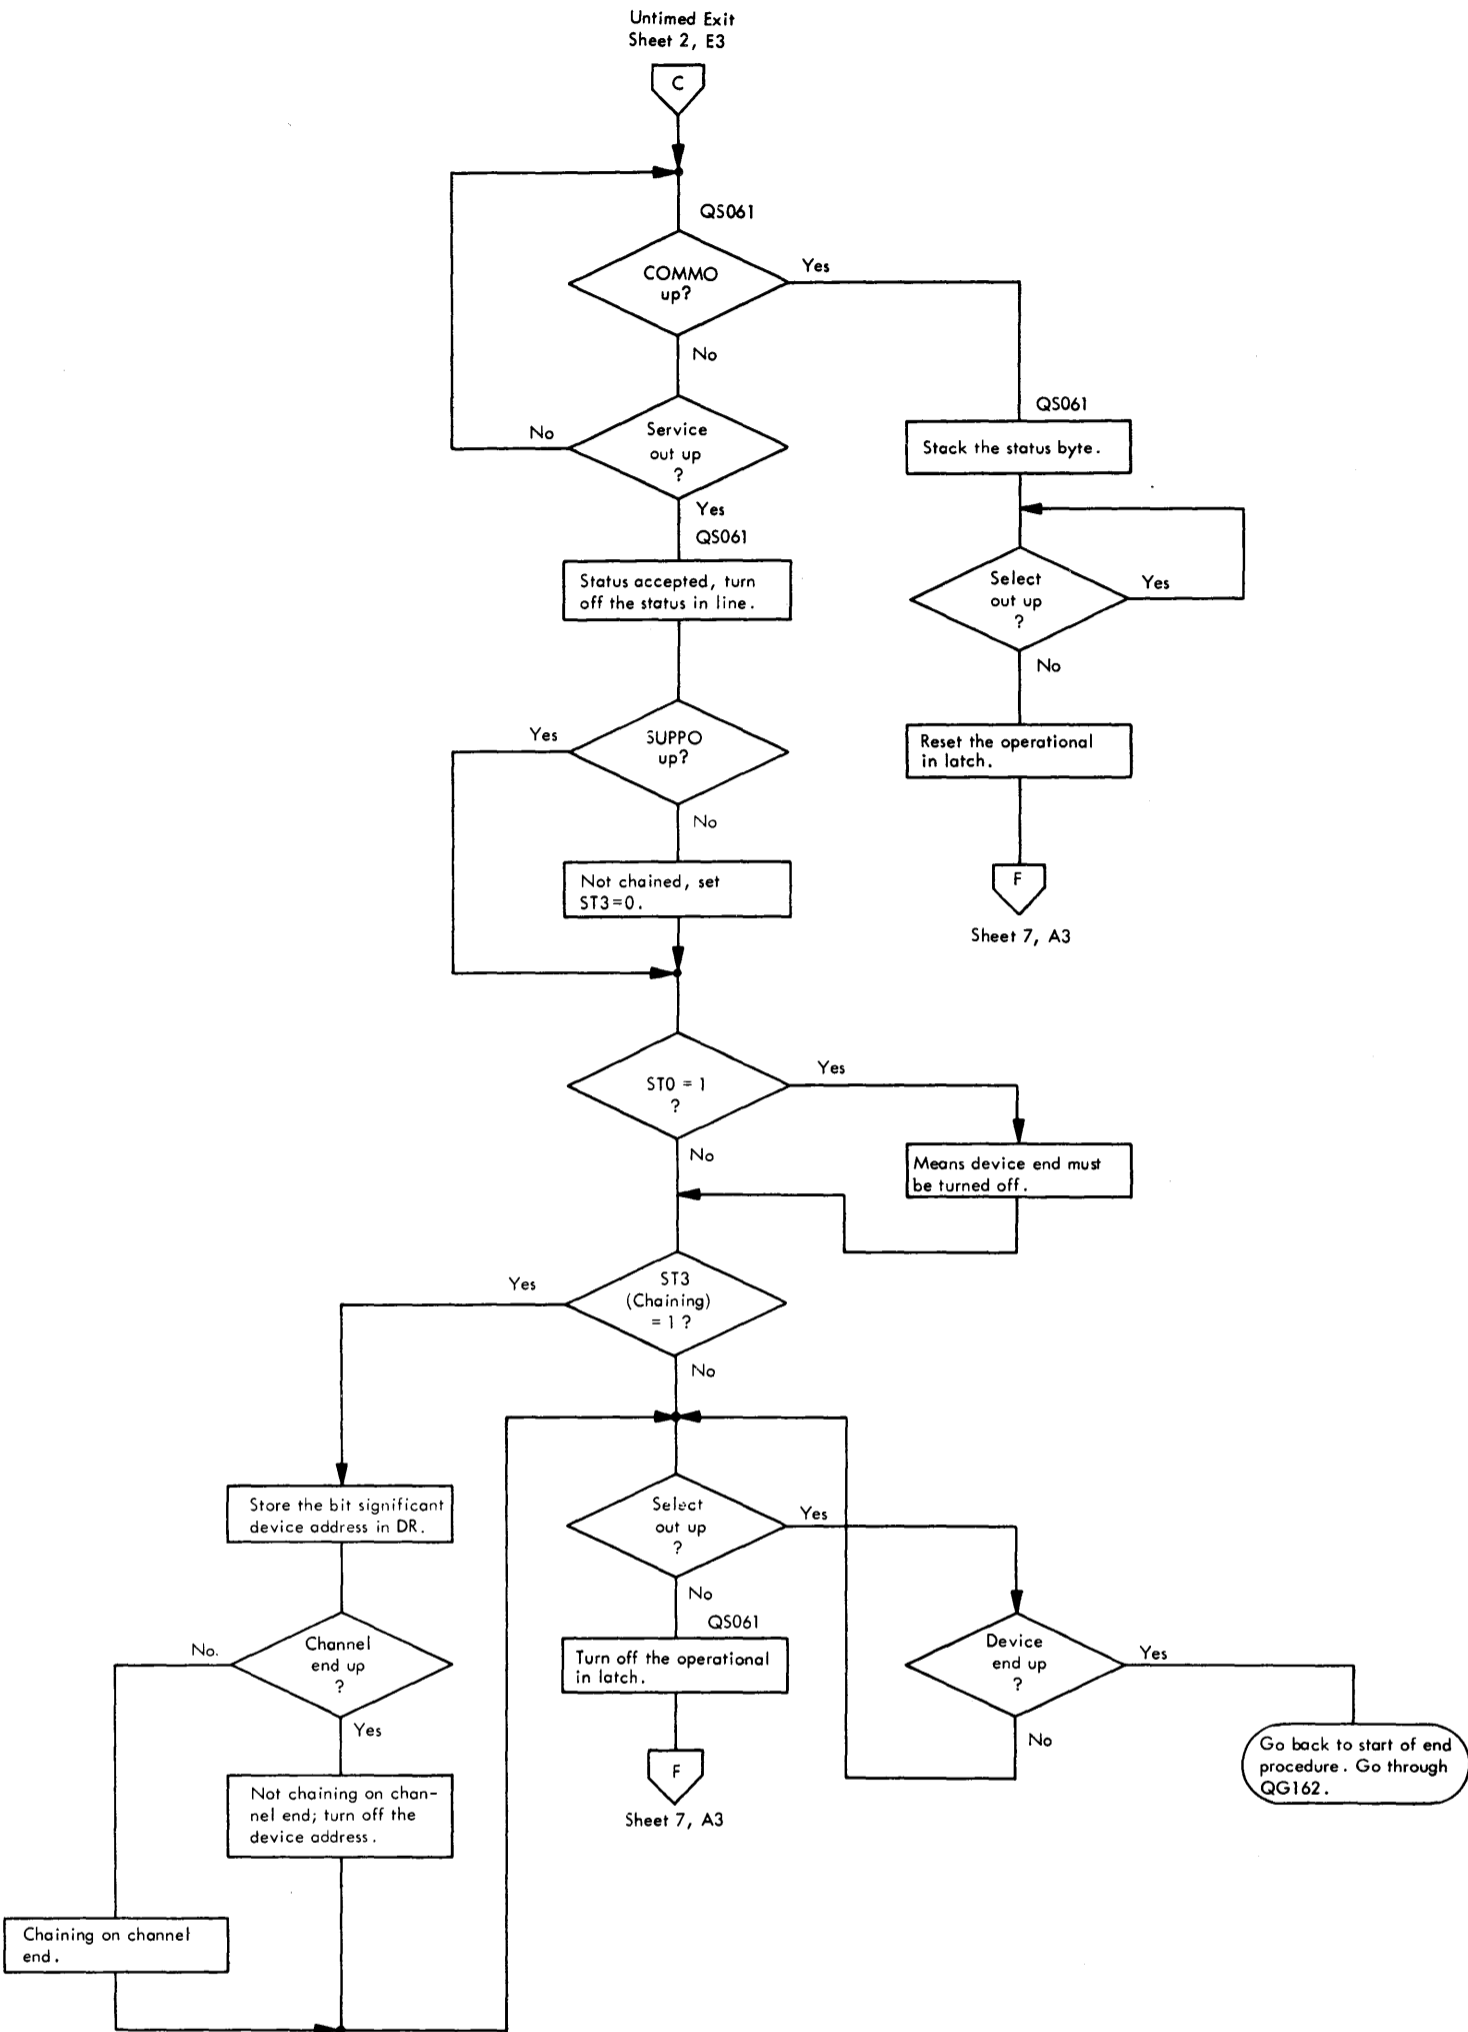 Untimed Exit
Sheet 2, E3
C
QS061
COMMO
up?
Yes
No
QS061
Service
out up
?
No
Stack the status byte.
Yes
QS061
Status accepted, turn
off the status in line.
Select
out up
?
Yes
No
SUPPO
up?
Yes
Reset the operational
in latch.
No
Not chained, set
ST3=0.
F
Sheet 7, A3
ST0 = 1
?
Yes
No
Means device end must
be turned off.
ST3
(Chaining)
= 1 ?
Yes
No
Store the bit significant
device address in DR.
Select
out up
?
Yes
No
QS061
Channel
end up
?
No.
Yes
Turn off the operational
in latch.
Device
end up
?
Yes
No
Go back to start of end
procedure. Go through
QG162.
F
Sheet 7, A3
Not chaining on chan-
nel end; turn off the
device address.
Chaining on channel
end.